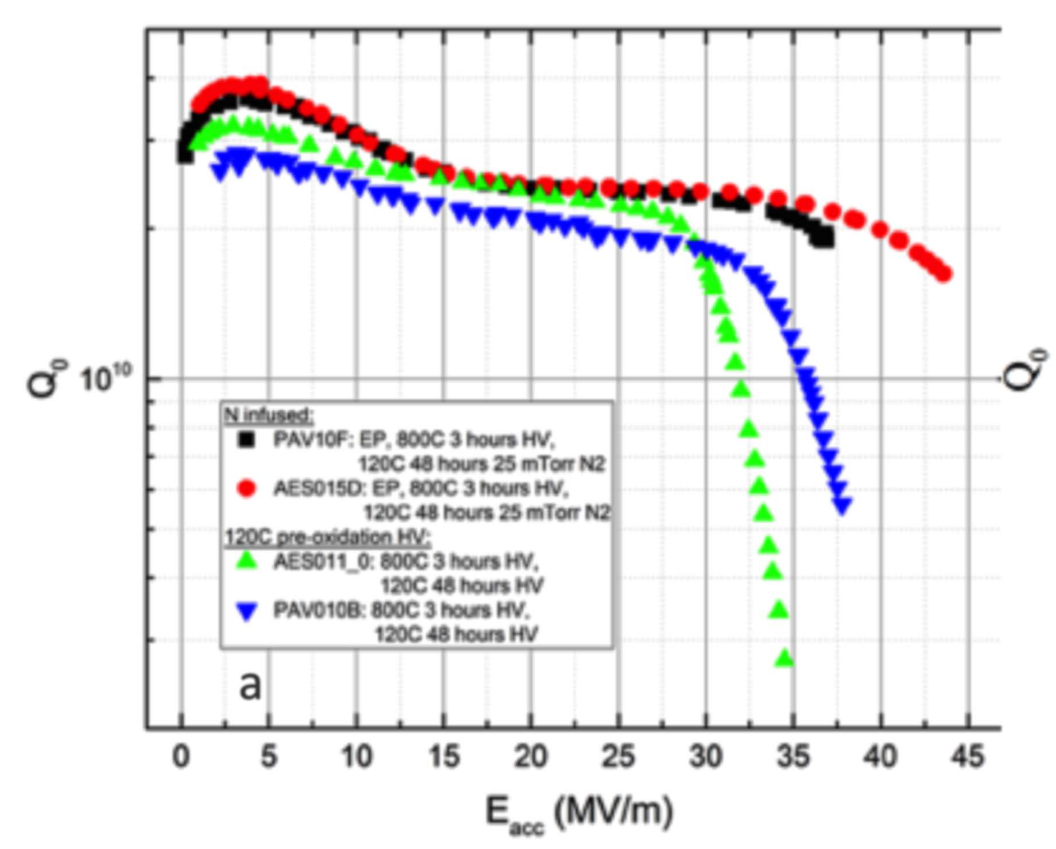 Q0
10^10
N infused:
PAV10F: EP, 800C 3 hours HV,
120C 48 hours 25 mTorr N2
AES015D: EP, 800C 3 hours HV,
120C 48 hours 25 mTorr N2
120C pre-oxidation HV:
AES011_0: 800C 3 hours HV,
120C 48 hours HV
PAV010B: 800C 3 hours HV,
120C 48 hours HV
a
0 5 10 15 20 25 30 35 40 45
Eacc (MV/m)
Q0